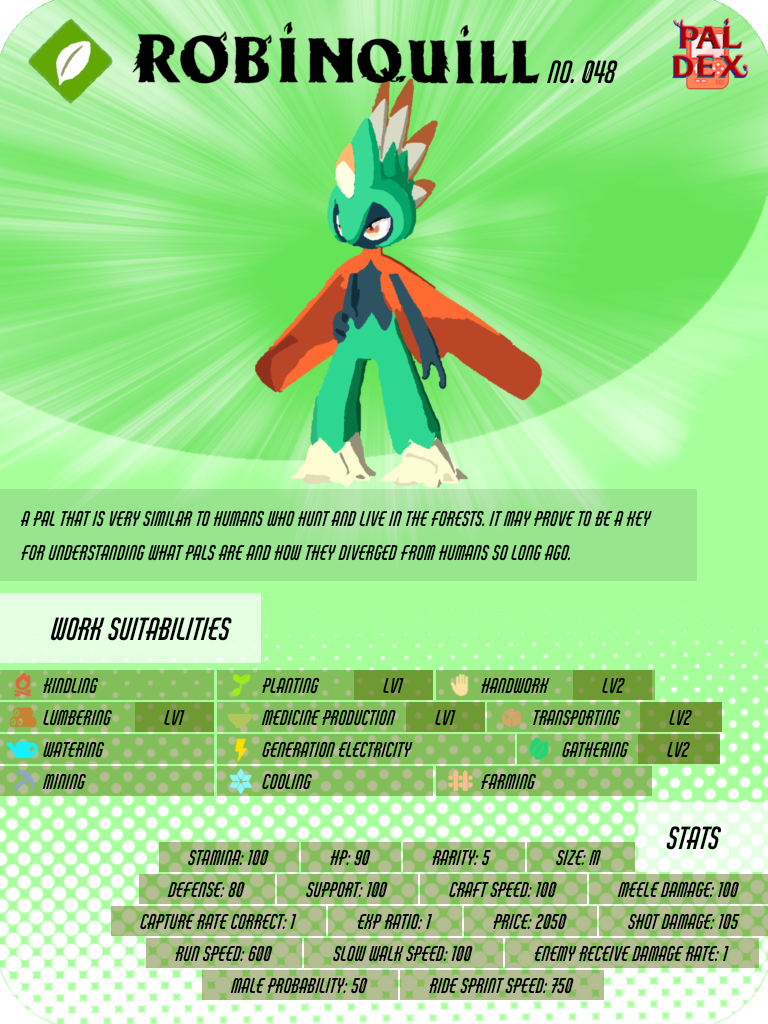 ROBINQUILL NO. 048
PAL
DEX
A PAL THAT IS VERY SIMILAR TO HUMANS WHO HUNT AND LIVE IN THE FORESTS. IT MAY PROVE TO BE A KEY
FOR UNDERSTANDING WHAT PALS ARE AND HOW THEY DIVERGED FROM HUMANS SO LONG AGO.
WORK SUITABILITIES
KINDLING PLANTING LV1 HANDWORK LV2
LUMBERING LV1 MEDICINE PRODUCTION LV1 TRANSPORTING LV2
WATERING GENERATION ELECTRICITY GATHERING LV2
MINING COOLING FARMING
STATS
STAMINA: 100 HP: 90 RARITY: 5 SIZE: M
DEFENSE: 80 SUPPORT: 100 CRAFT SPEED: 100 MEELE DAMAGE: 100
CAPTURE RATE CORRECT: 1 EXP RATIO: 1 PRICE: 2050 SHOT DAMAGE: 105
RUN SPEED: 600 SLOW WALK SPEED: 100 ENEMY RECEIVE DAMAGE RATE: 1
MALE PROBABILITY: 50 RIDE SPRINT SPEED: 750